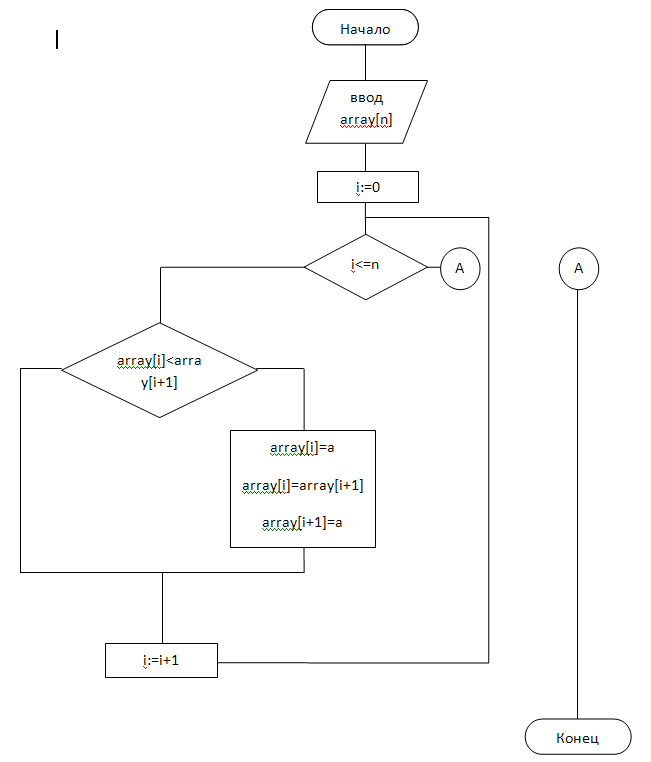 Начало
ввод
array[n]
i:=0
i<=n
A
A
array[i]<arra
y[i+1]
array[i]=a
array[i]=array[i+1]
array[i+1]=a
i:=i+1
Конец